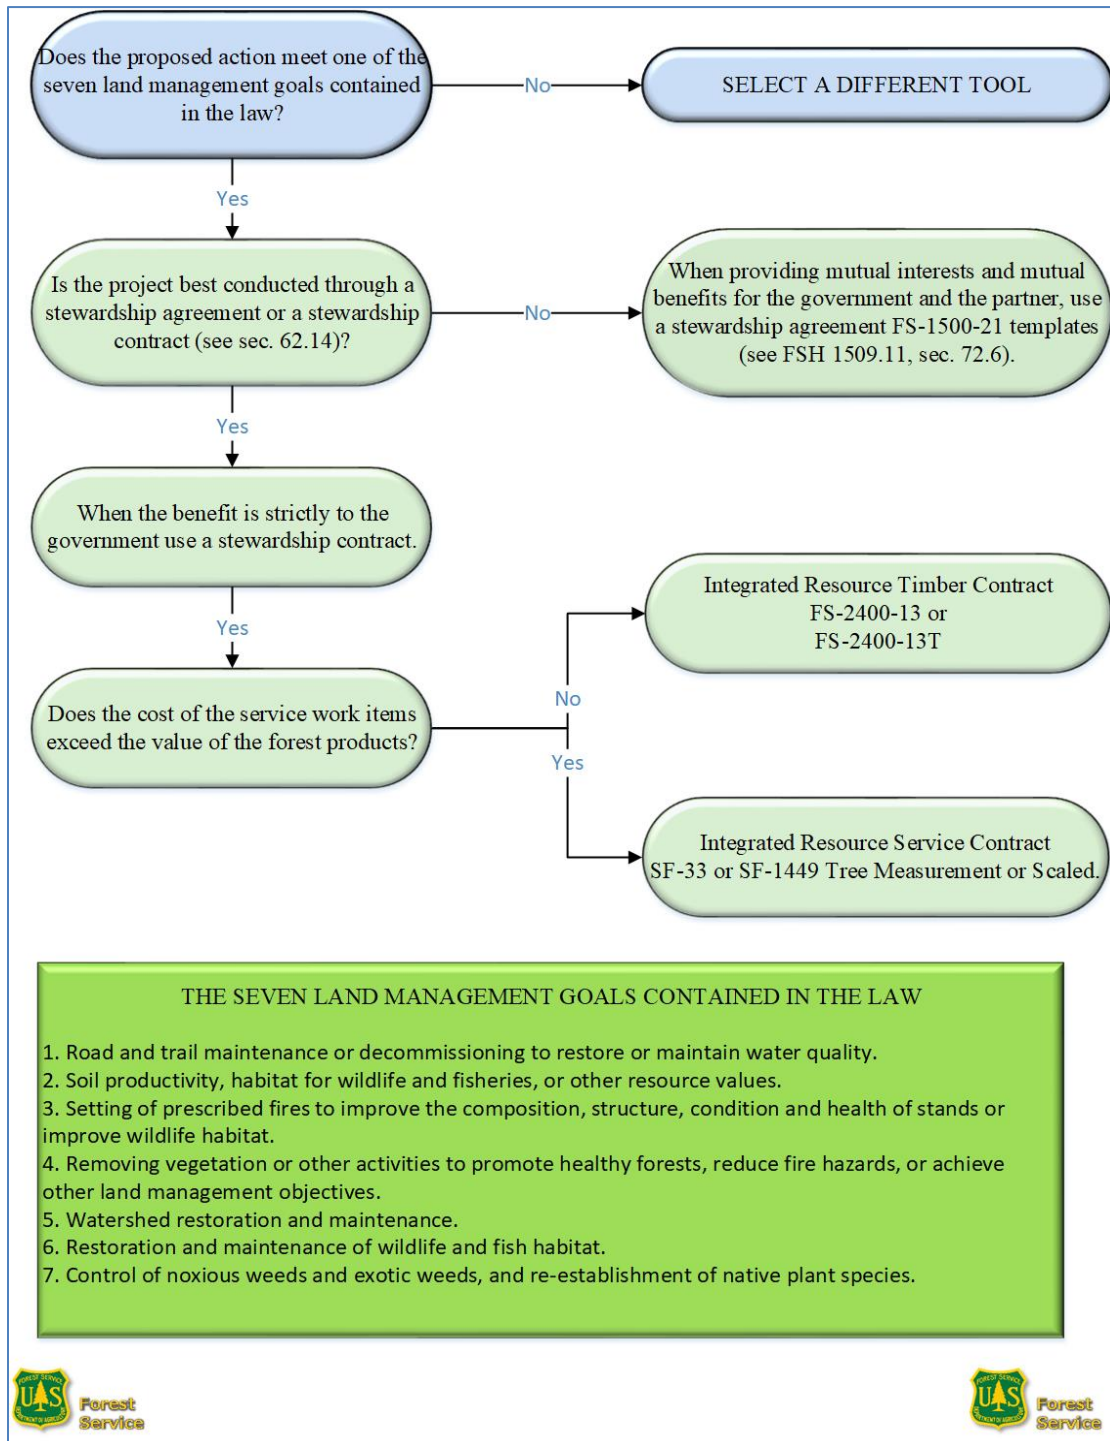 Does the proposed action meet one of the
seven land management goals contained
in the law?
No
SELECT A DIFFERENT TOOL
Yes
Is the project best conducted through a
stewardship agreement or a stewardship
contract (see sec. 62.14)?
No
When providing mutual interests and mutual
benefits for the government and the partner, use
a stewardship agreement FS-1500-21 templates
(see FSH 1509.11, sec. 72.6).
Yes
When the benefit is strictly to the
government use a stewardship contract.
Yes
Does the cost of the service work items
exceed the value of the forest products?
No
Integrated Resource Timber Contract
FS-2400-13 or
FS-2400-13T
Yes
Integrated Resource Service Contract
SF-33 or SF-1449 Tree Measurement or Scaled.
THE SEVEN LAND MANAGEMENT GOALS CONTAINED IN THE LAW
1. Road and trail maintenance or decommissioning to restore or maintain water quality.
2. Soil productivity, habitat for wildlife and fisheries, or other resource values.
3. Setting of prescribed fires to improve the composition, structure, condition and health of stands or
improve wildlife habitat.
4. Removing vegetation or other activities to promote healthy forests, reduce fire hazards, or achieve
other land management objectives.
5. Watershed restoration and maintenance.
6. Restoration and maintenance of wildlife and fish habitat.
7. Control of noxious weeds and exotic weeds, and re-establishment of native plant species.
FOREST SERVICE
U S
DEPARTMENT OF AGRICULTURE
Forest
Service
FOREST SERVICE
U S
DEPARTMENT OF AGRICULTURE
Forest
Service